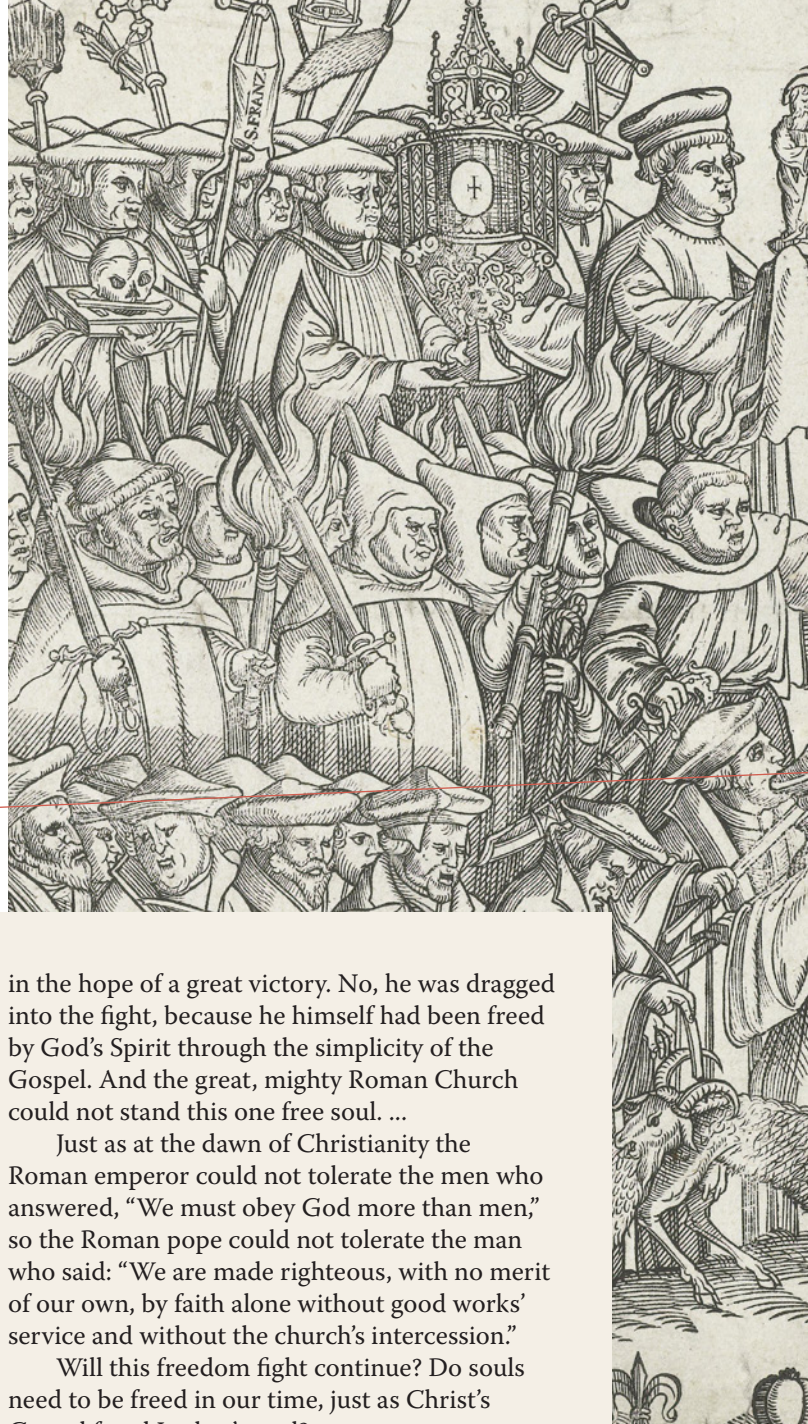 S. FRANZ
in the hope of a great victory. No, he was dragged
into the fight, because he himself had been freed
by God’s Spirit through the simplicity of the
Gospel. And the great, mighty Roman Church
could not stand this one free soul. ...
Just as at the dawn of Christianity the
Roman emperor could not tolerate the men who
answered, “We must obey God more than men,”
so the Roman pope could not tolerate the man
who said: “We are made righteous, with no merit
of our own, by faith alone without good works’
service and without the church’s intercession.”
Will this freedom fight continue? Do souls
need to be freed in our time, just as Christ’s